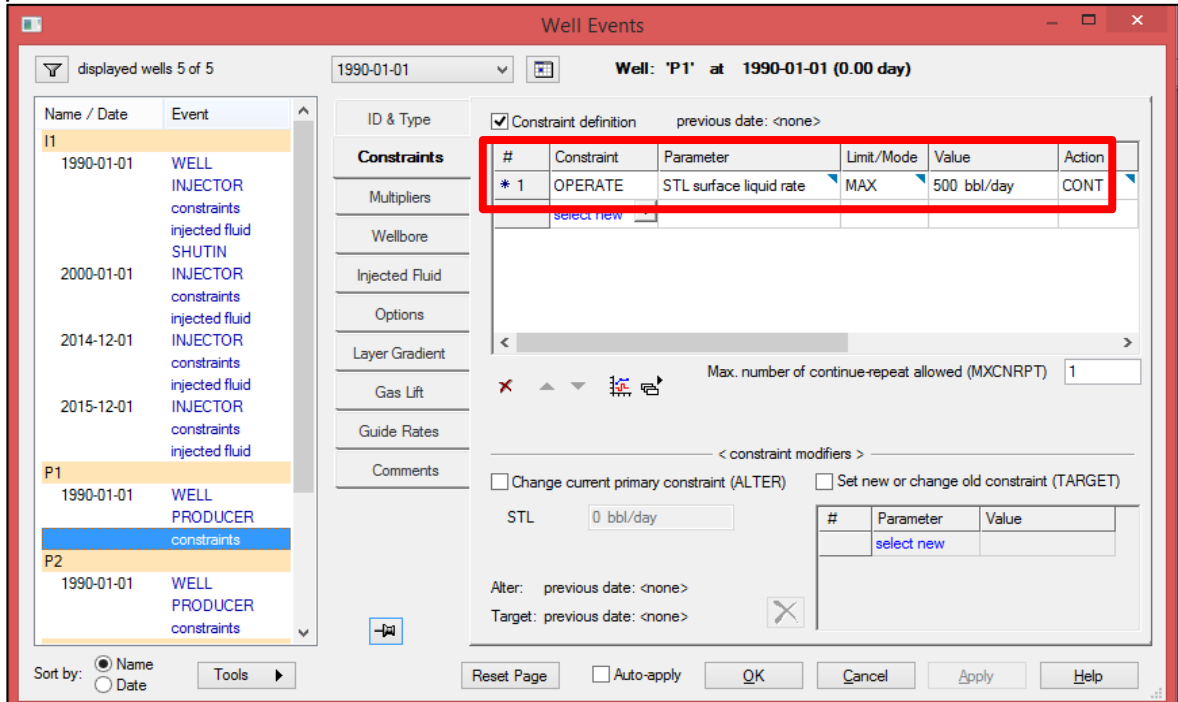 Well Events
displayed wells 5 of 5
1990-01-01
Well: 'P1' at 1990-01-01 (0.00 day)
Name / Date Event
I1
1990-01-01 WELL
INJECTOR
constraints
injected fluid
SHUTIN
2000-01-01 INJECTOR
constraints
injected fluid
2014-12-01 INJECTOR
constraints
injected fluid
2015-12-01 INJECTOR
constraints
injected fluid
P1
1990-01-01 WELL
PRODUCER
constraints
P2
1990-01-01 WELL
PRODUCER
constraints
Sort by: Name
Date
Tools
ID & Type
Constraints
Multipliers
Wellbore
Injected Fluid
Options
Layer Gradient
Gas Lift
Guide Rates
Comments
Constraint definition previous date: <none>
# Constraint Parameter Limit/Mode Value Action
* 1 OPERATE STL surface liquid rate MAX 500 bbl/day CONT
select new
Max. number of continue-repeat allowed (MXCNRPT) 1
< constraint modifiers >
Change current primary constraint (ALTER)
STL 0 bbl/day
Set new or change old constraint (TARGET)
# Parameter Value
select new
Alter: previous date: <none>
Target: previous date: <none>
Reset Page Auto-apply OK Cancel Apply Help